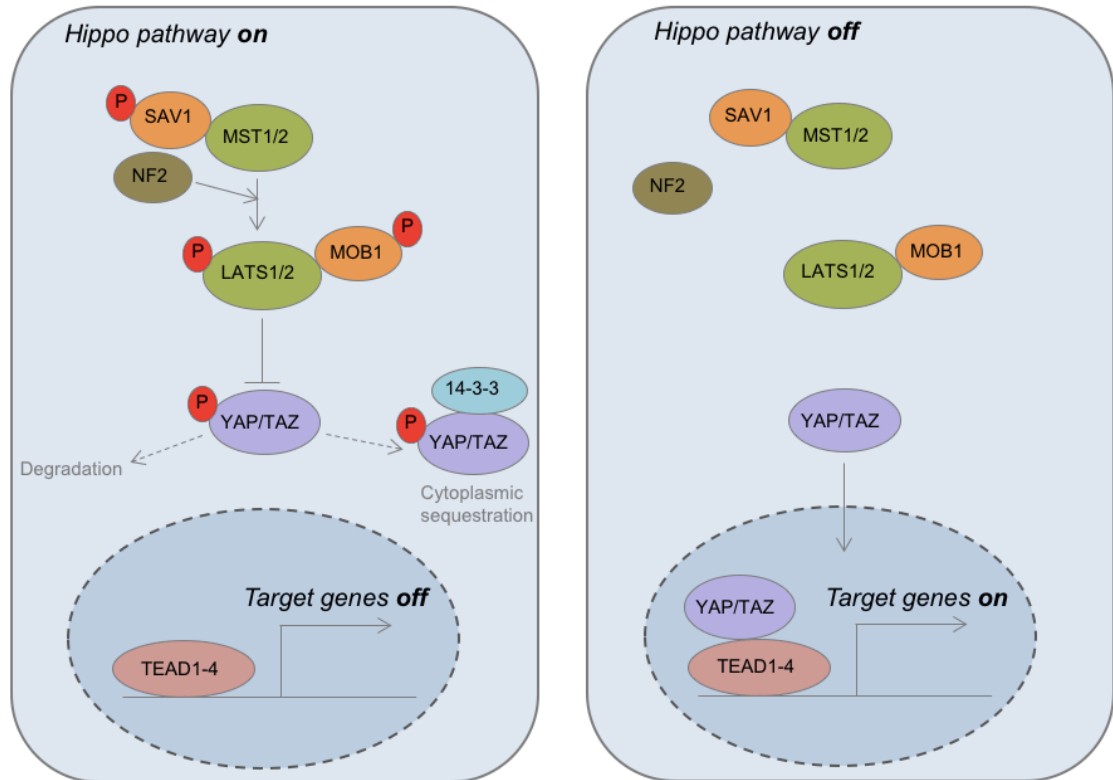 Hippo pathway on
P
SAV1
MST1/2
NF2
P
P
MOB1
LATS1/2
14-3-3
P
YAP/TAZ
P
YAP/TAZ
Degradation
Cytoplasmic
sequestration
Target genes off
TEAD1-4
Hippo pathway off
SAV1
MST1/2
NF2
MOB1
LATS1/2
YAP/TAZ
YAP/TAZ
Target genes on
TEAD1-4